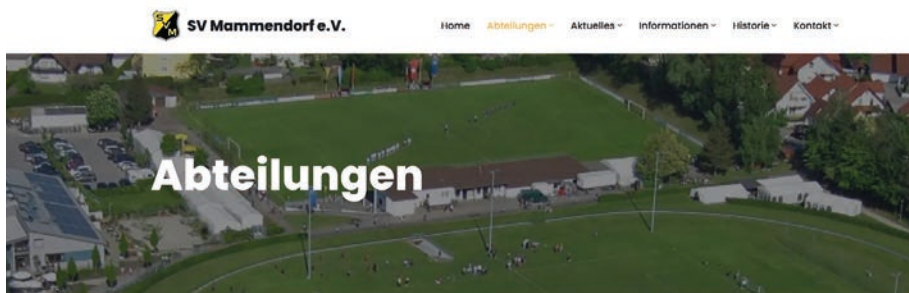 SV Mammendorf e.V.
Home Abteilungen Aktuelles Informationen Historie Kontakt
Abteilungen